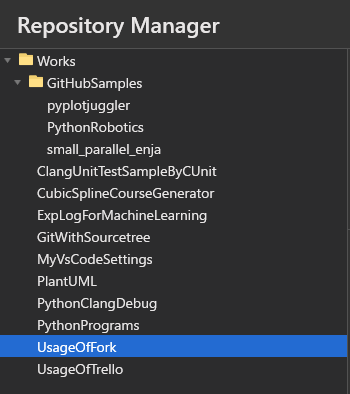 Repository Manager
Works
GitHubSamples
pyplotjuggler
PythonRobotics
small_parallel_enja
ClangUnitTestSampleByCUnit
CubicSplineCourseGenerator
ExpLogForMachineLearning
GitWithSourcetree
MyVsCodeSettings
PlantUML
PythonClangDebug
PythonPrograms
UsageOfFork
UsageOfTrello